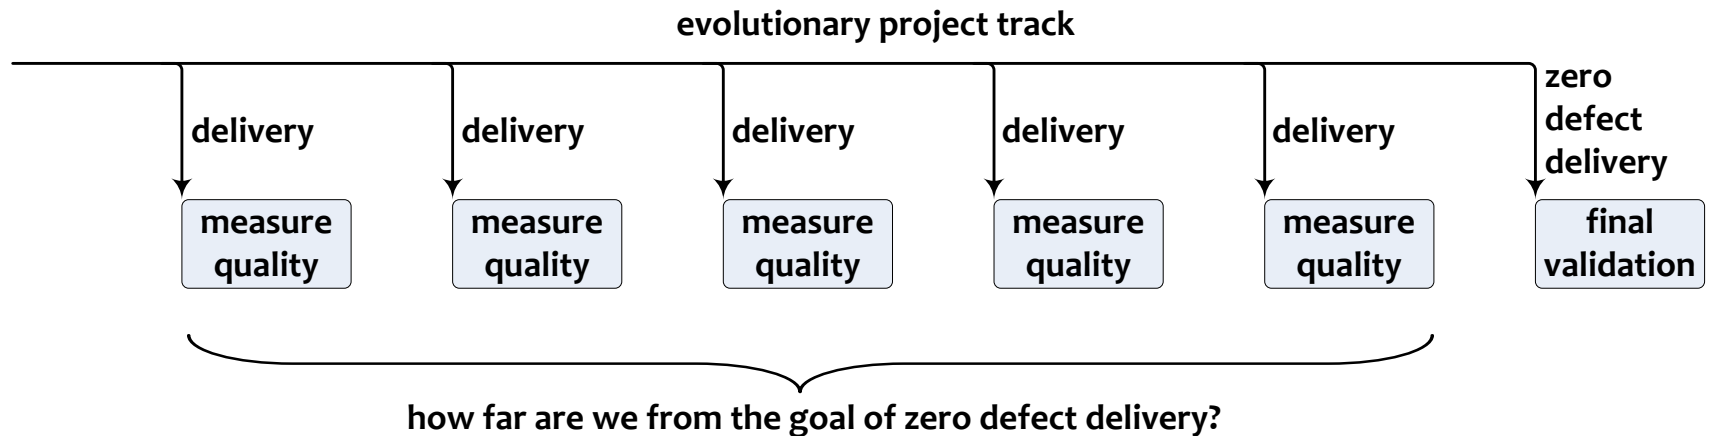 evolutionary project track
zero
defect
delivery
delivery
delivery
delivery
delivery
delivery
measure
quality
measure
quality
measure
quality
measure
quality
measure
quality
final
validation
how far are we from the goal of zero defect delivery?